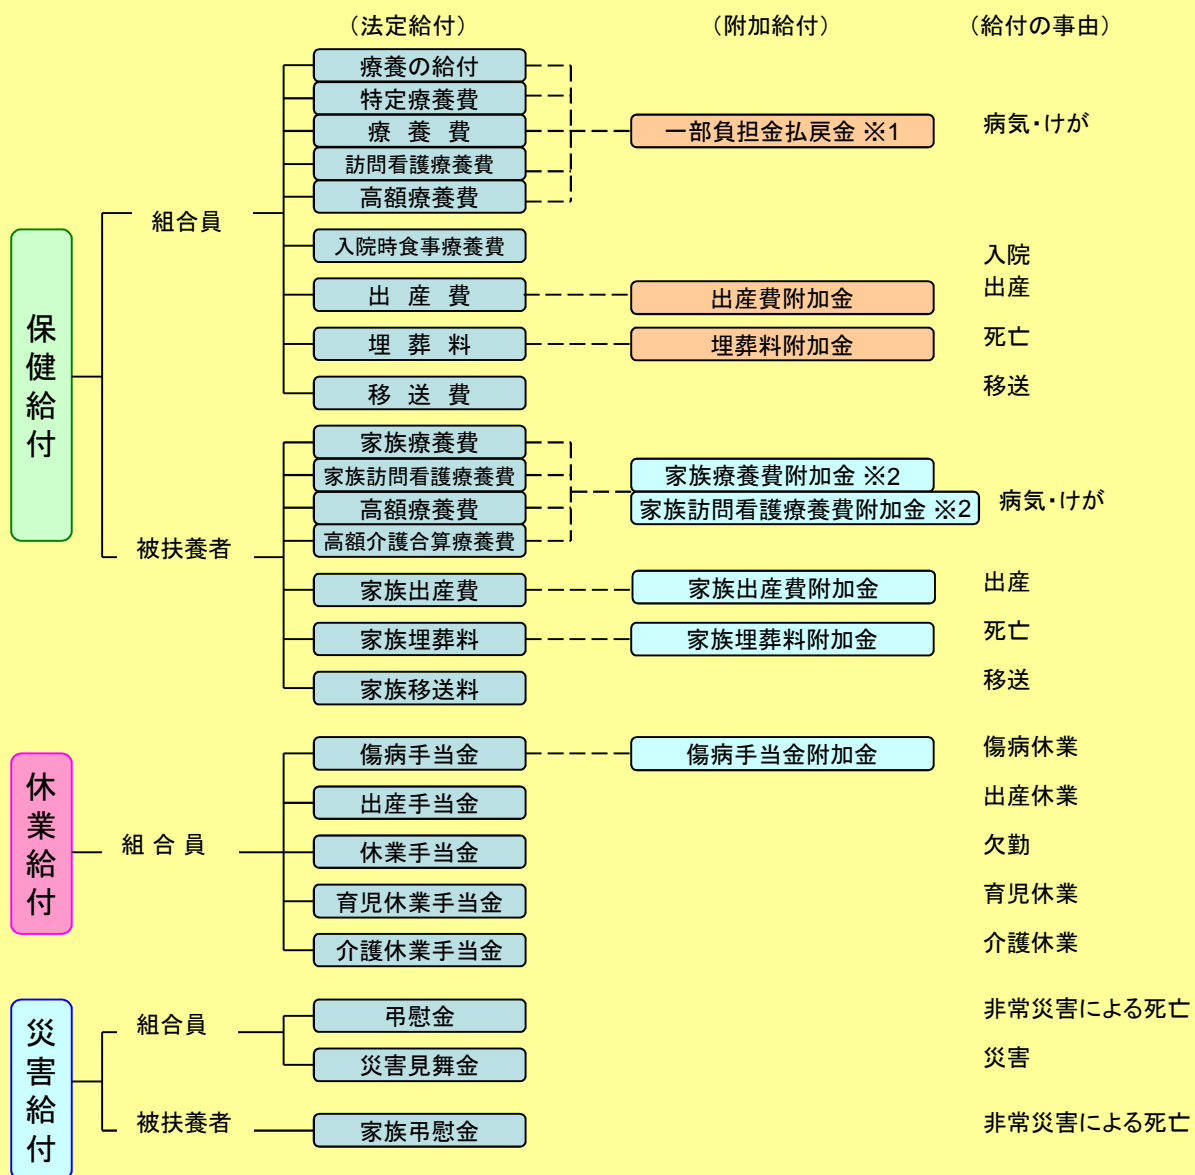 （法定給付） （附加給付） （給付の事由）
保健給付
組合員
療養の給付
特定療養費
療 養 費 一部負担金払戻金 ※1 病気・けが
訪問看護療養費
高額療養費
入院時食事療養費 入院
出 産 費 出産費附加金 出産
埋 葬 料 埋葬料附加金 死亡
移 送 費 移送
被扶養者
家族療養費
家族訪問看護療養費 家族療養費附加金 ※2
高額療養費 家族訪問看護療養費附加金 ※2 病気・けが
高額介護合算療養費
家族出産費 家族出産費附加金 出産
家族埋葬料 家族埋葬料附加金 死亡
家族移送料 移送
休業給付
組 合 員
傷病手当金 傷病手当金附加金 傷病休業
出産手当金 出産休業
休業手当金 欠勤
育児休業手当金 育児休業
介護休業手当金 介護休業
災害給付
組合員
弔慰金 非常災害による死亡
災害見舞金 災害
被扶養者
家族弔慰金 非常災害による死亡